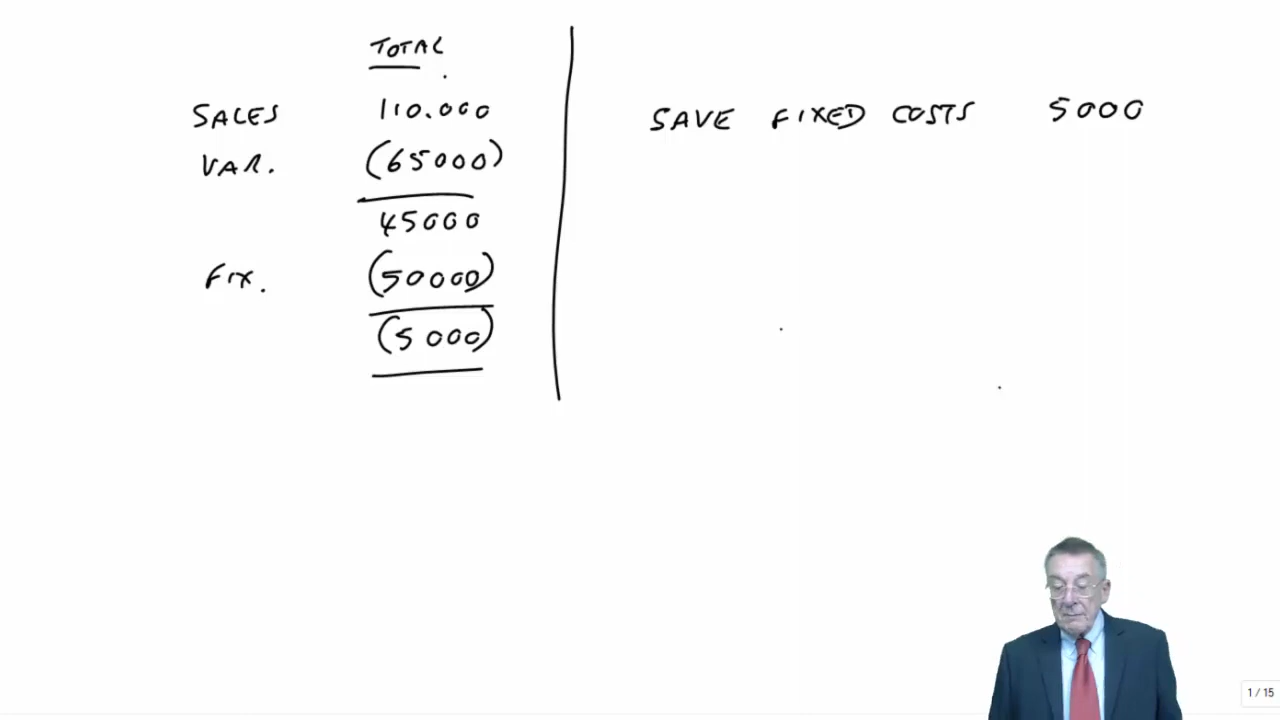 TOTAL
SALES 110.000
VAR. (65000)
45000
FIX. (50000)
(5000)
SAVE FIXED COSTS 5000
1 / 15